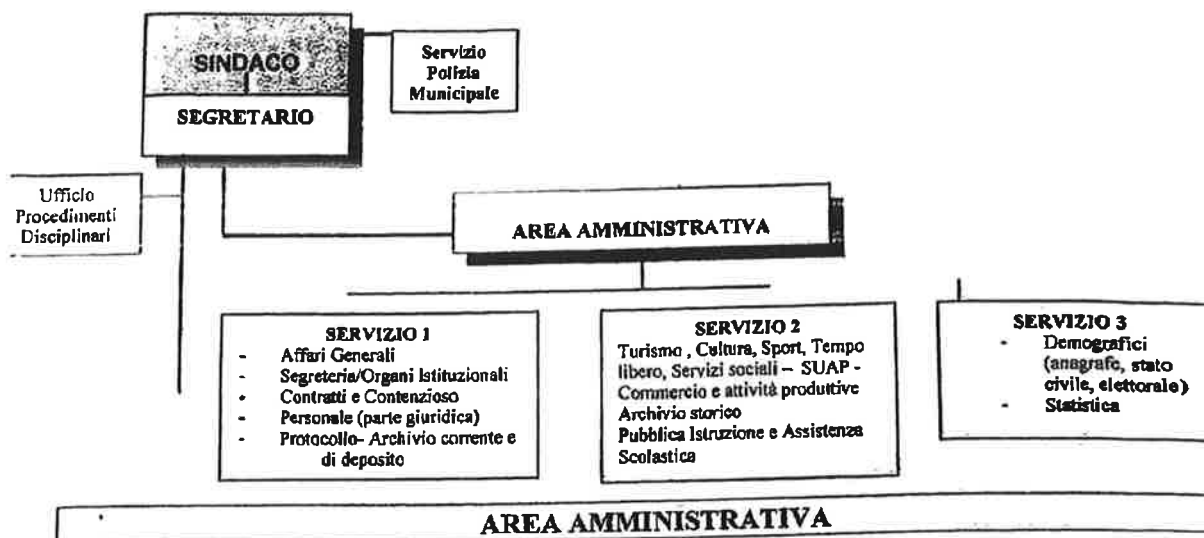 SINDACO
SEGRETARIO
Servizio
Polizia
Municipale
Ufficio
Procedimenti
Disciplinari
AREA AMMINISTRATIVA
SERVIZIO 1
- Affari Generali
- Segreteria/Organi Istituzionali
• Contratti e Contenzioso
- Personale (parte giuridica)
- Protocollo- Archivio corrente e
di deposito
SERVIZIO 2
Turismo , Cultura, Sport, Tempo
libero, Servizi sociali – SUAP -
Commercio e attività produttive
Archivio storico
Pubblica Istruzione e Assistenza
Scolastica
SERVIZIO 3
- Demografici
(anagrafe, stato
civile, elettorale)
- Statistica
AREA AMMINISTRATIVA